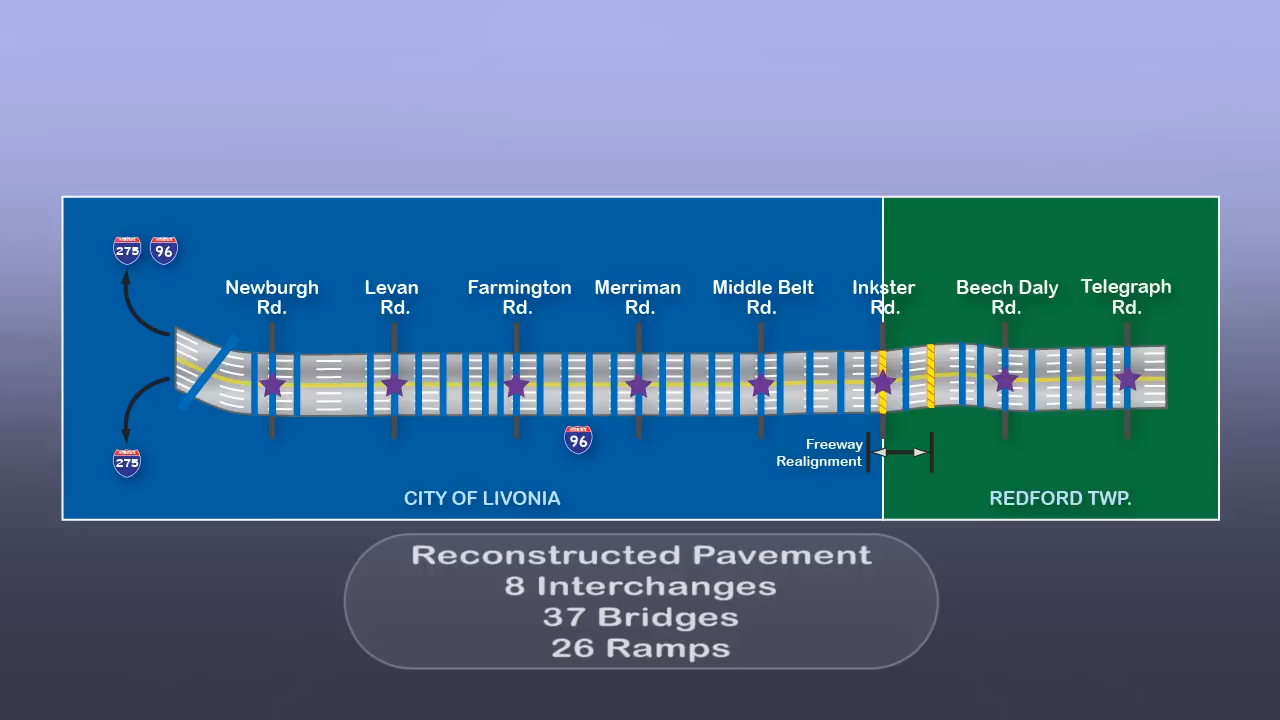 275 96
Newburgh
Rd.
Levan
Rd.
Farmington
Rd.
Merriman
Rd.
Middle Belt
Rd.
Inkster
Rd.
Beech Daly
Rd.
Telegraph
Rd.
96
Freeway
Realignment
275
CITY OF LIVONIA
REDFORD TWP.
Reconstructed Pavement
8 Interchanges
37 Bridges
26 Ramps